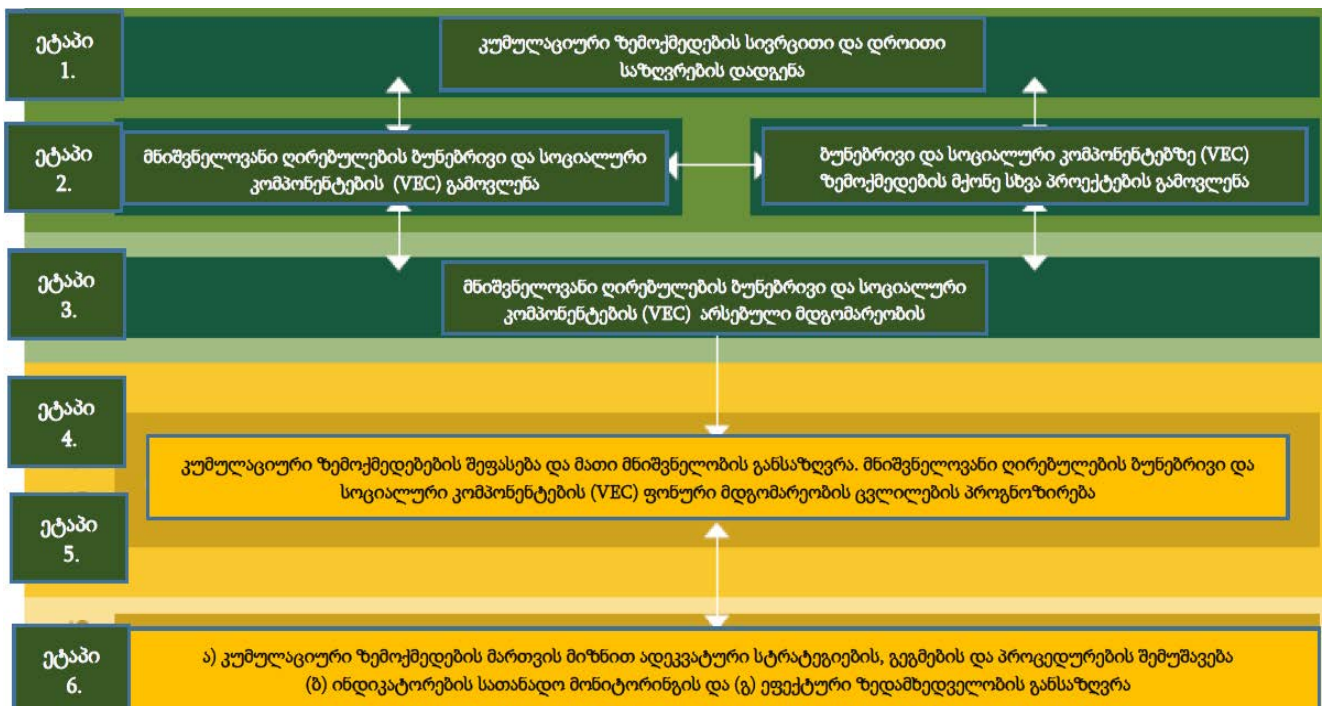 ეტაპი
1.
კუმულაციური ზემოქმედების სივრცითი და დროითი
საზღვრების დადგენა
ეტაპი
2.
მნიშვნელოვანი ღირებულების ბუნებრივი და სოციალური
კომპონენტების (VEC) გამოვლენა
ბუნებრივი და სოციალური კომპონენტებზე (VEC)
ზემოქმედების მქონე სხვა პროექტების გამოვლენა
ეტაპი
3.
მნიშვნელოვანი ღირებულების ბუნებრივი და სოციალური
კომპონენტების (VEC) არსებული მდგომარეობის
ეტაპი
4.
კუმულაციური ზემოქმედებების შეფასება და მათი მნიშვნელობის განსაზღვრა. მნიშვნელოვანი ღირებულების ბუნებრივი და
სოციალური კომპონენტების (VEC) ფონური მდგომარეობის ცვლილების პროგნოზირება
ეტაპი
5.
ეტაპი
6.
ა) კუმულაციური ზემოქმედების მართვის მიზნით ადეკვატური სტრატეგიების, გეგმების და პროცედურების შემუშავება
(ბ) ინდიკატორების სათანადო მონიტორინგის და (გ) ეფექტური ზედამხედველობის განსაზღვრა